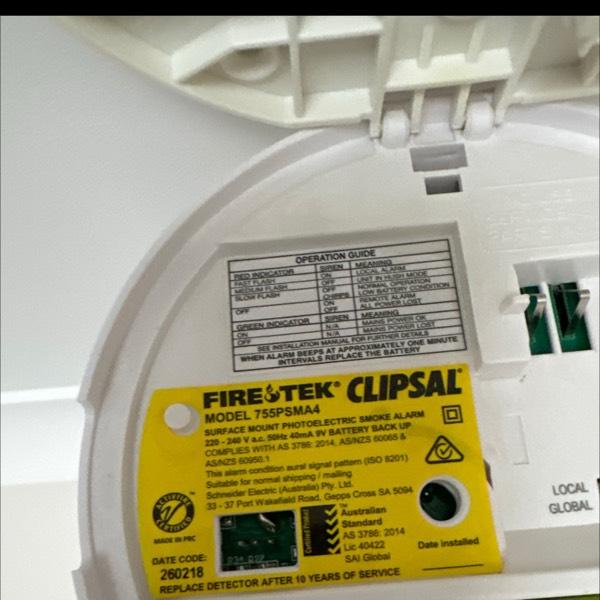 OPERATION GUIDE
RED INDICATOR SIREN MEANING
FAST FLASH ON LOCAL ALARM
MEDIUM FLASH OFF UNIT IN HUSH MODE
SLOW FLASH OFF NORMAL OPERATION
CHIRPS LOW BATTERY CONDITION
OFF ON REMOTE ALARM
OFF ALL POWER LOST
GREEN INDICATOR SIREN MEANING
ON N/A MAINS POWER OK
OFF N/A MAINS POWER LOST
SEE INSTALLATION MANUAL FOR FURTHER DETAILS
WHEN ALARM BEEPS AT APPROXIMATELY ONE MINUTE
INTERVALS REPLACE THE BATTERY
FIRETEK® CLIPSAL®
MODEL 755PSMA4
SURFACE MOUNT PHOTOELECTRIC SMOKE ALARM
220 - 240 V a.c. 50Hz 40mA 9V BATTERY BACK UP
COMPLIES WITH AS 3786: 2014, AS/NZS 60065 &
AS/NZS 60950.1
This alarm condition aural signal pattern (ISO 8201)
Suitable for normal shipping / mailing
Schneider Electric (Australia) Pty. Ltd.
33 - 37 Port Wakefield Road, Gepps Cross SA 5094
MADE IN PRC
Certified Product
™
Australian
Standard
AS 3786: 2014
Lic 40422
SAI Global
Date installed
DATE CODE:
260218
REPLACE DETECTOR AFTER 10 YEARS OF SERVICE
LOCAL
GLOBAL